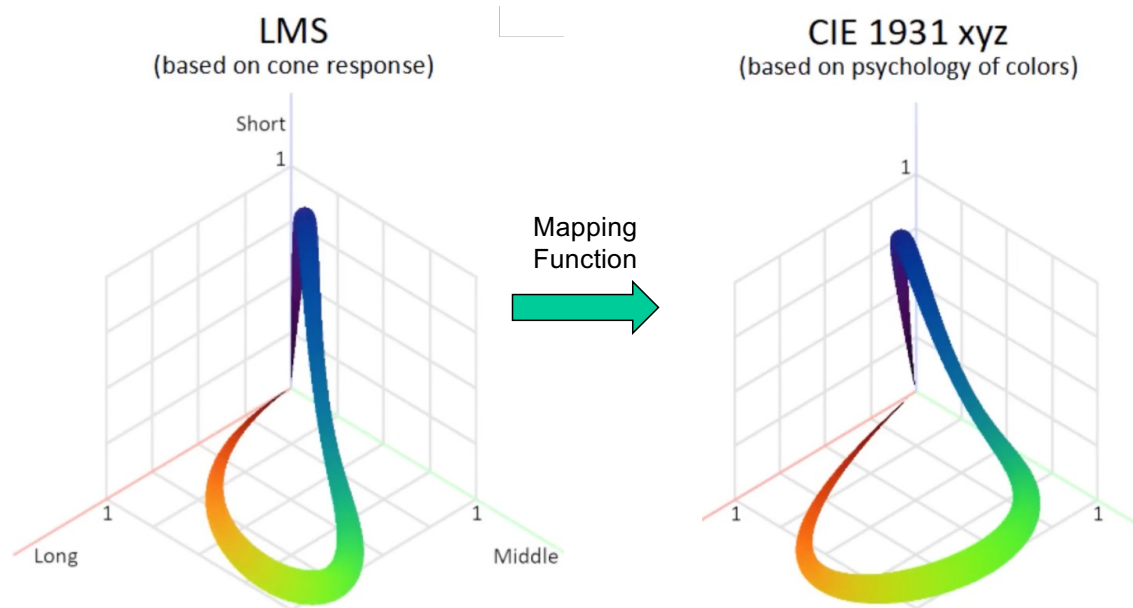 LMS
(based on cone response)
Short
1
1
Long
1
Middle
Mapping
Function
CIE 1931 xyz
(based on psychology of colors)
1
1
1